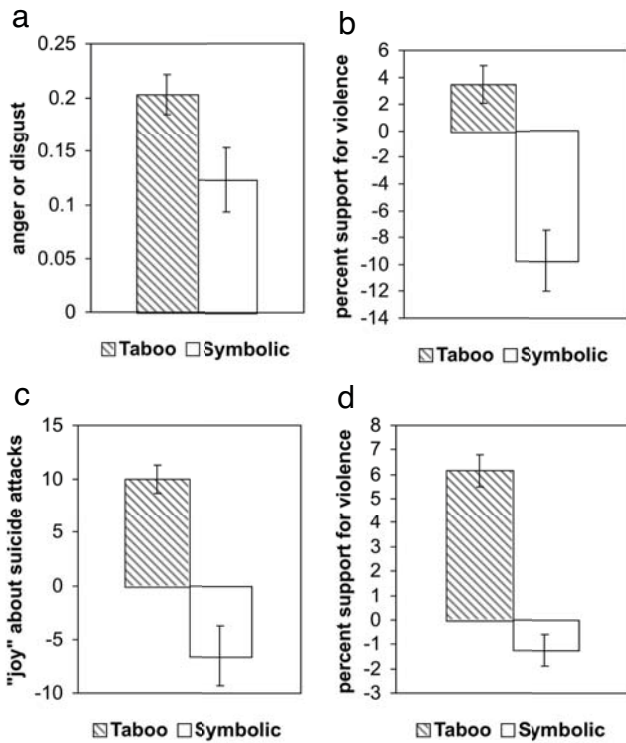 a
anger or disgust
0.25
0.2
0.15
0.1
0.05
0
Taboo Symbolic
b
percent support for violence
6
4
2
0
-2
-4
-6
-8
-10
-12
-14
Taboo Symbolic
c
"joy" about suicide attacks
15
10
5
0
-5
-10
Taboo Symbolic
d
percent support for violence
8
7
6
5
4
3
2
1
0
-1
-2
-3
Taboo Symbolic